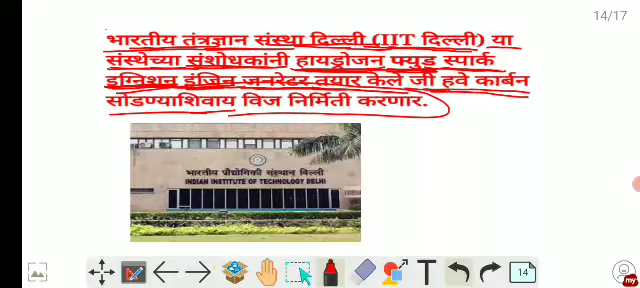 14/17
भारतीय तंत्रज्ञान संस्था दिल्ली (IIT दिल्ली) या
संस्थेच्या संशोधकांनी हायड्रोजन फ्युड स्पार्क
इग्निशन इंजिन जनरेटर तयार केले जी हवे कार्बन
सोडण्याशिवाय विज निर्मिती करणार.
भारतीय प्रौद्योगिकी संस्थान दिल्ली
INDIAN INSTITUTE OF TECHNOLOGY DELHI
T
14
my